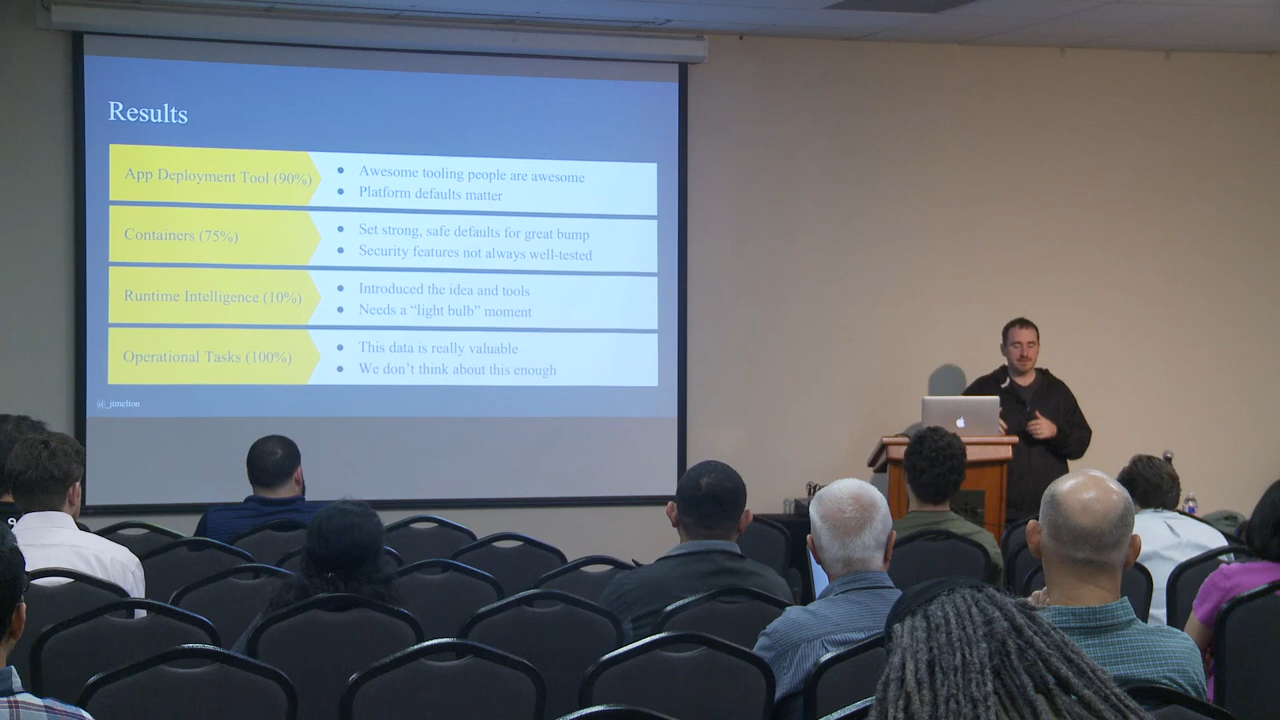 Results
App Deployment Tool (90%)
Awesome tooling people are awesome
Platform defaults matter
Containers (75%)
Set strong, safe defaults for great bump
Security features not always well-tested
Runtime Intelligence (10%)
Introduced the idea and tools
Needs a “light bulb” moment
Operational Tasks (100%)
This data is really valuable
We don’t think about this enough
@_jtmelton